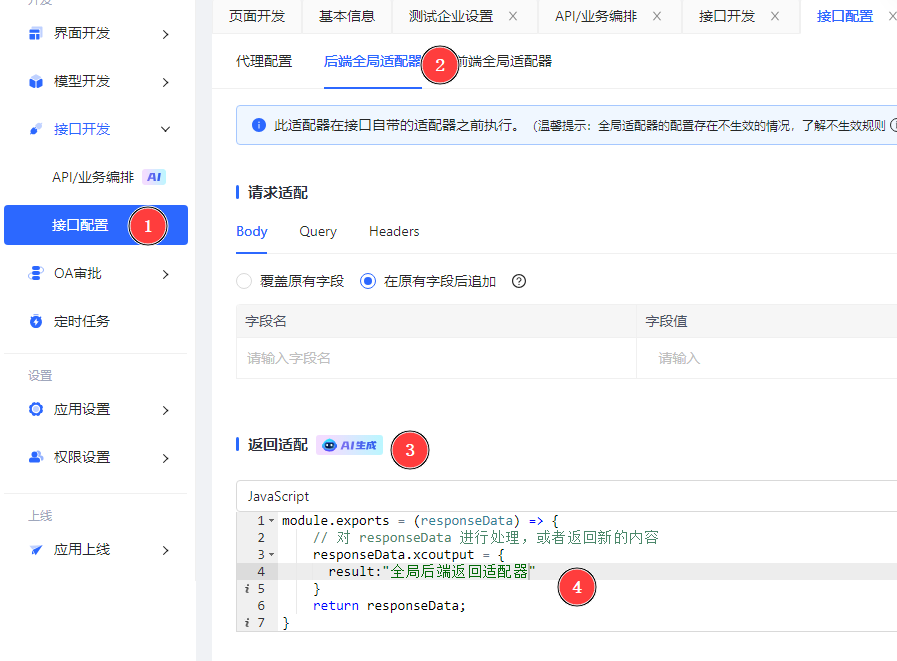 开发
界面开发
模型开发
接口开发
API/业务编排 AI
接口配置 1
OA审批
定时任务
设置
应用设置
权限设置
上线
应用上线
页面开发 基本信息 测试企业设置 API/业务编排 接口开发 接口配置
代理配置 后端全局适配器 2 前端全局适配器
此适配器在接口自带的适配器之前执行。（温馨提示：全局适配器的配置存在不生效的情况，了解不生效规则
请求适配
Body Query Headers
覆盖原有字段 在原有字段后追加
字段名 字段值
请输入字段名 请输入
返回适配 AI生成 3
JavaScript
1 module.exports = (responseData) => {
2 // 对 responseData 进行处理，或者返回新的内容
3 responseData.xcoutput = {
4 result:"全局后端返回适配器"
4
i 5 }
6 return responseData;
i 7 }